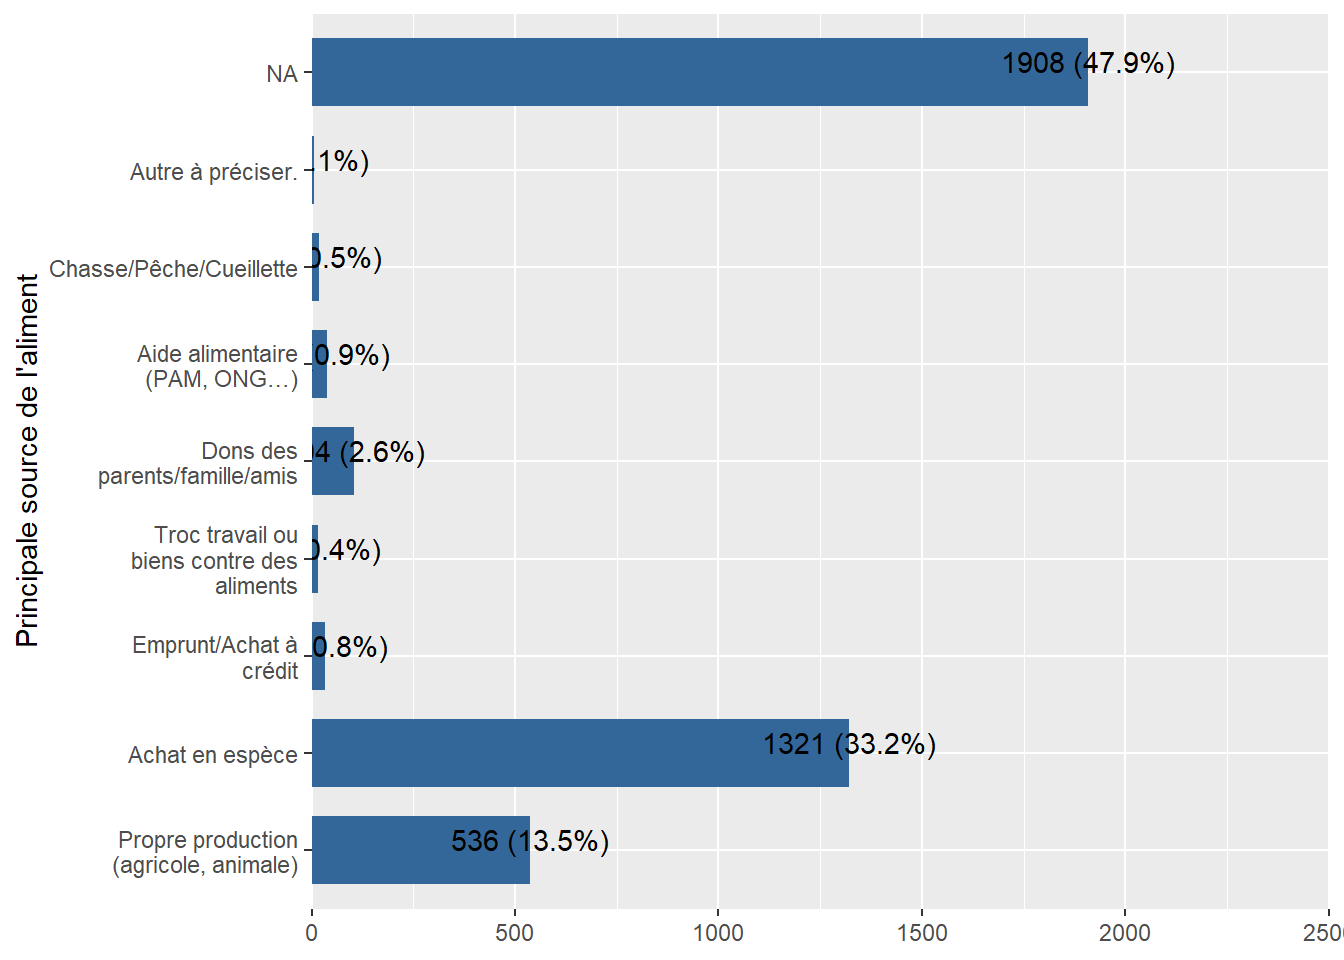 Principale source de l'aliment
NA
1908 (47.9%)
Autre à préciser.
1%)
Chasse/Pêche/Cueillette
0.5%)
Aide alimentaire
(PAM, ONG…)
0.9%)
Dons des
parents/famille/amis
04 (2.6%)
Troc travail ou
biens contre des
aliments
0.4%)
Emprunt/Achat à
crédit
0.8%)
Achat en espèce
1321 (33.2%)
Propre production
(agricole, animale)
536 (13.5%)
0 500 1000 1500 2000 250